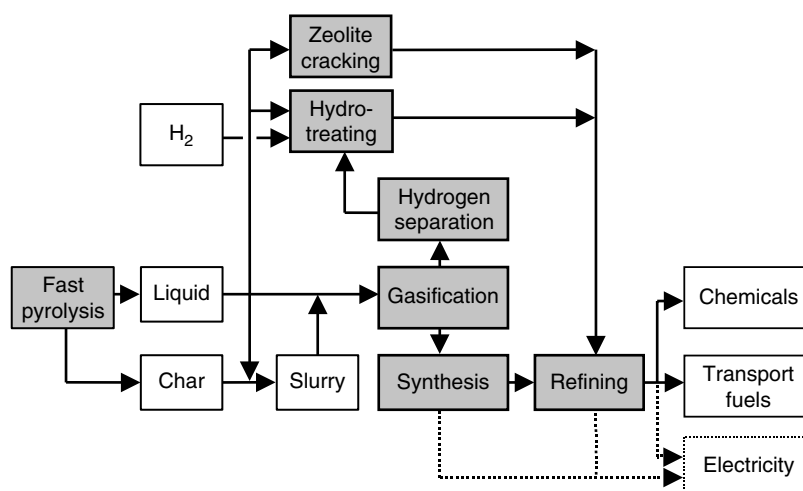 Zeolite
cracking
Hydro-
treating
H₂
Hydrogen
separation
Fast
pyrolysis
Liquid
Gasification
Chemicals
Char
Slurry
Synthesis
Refining
Transport
fuels
Electricity